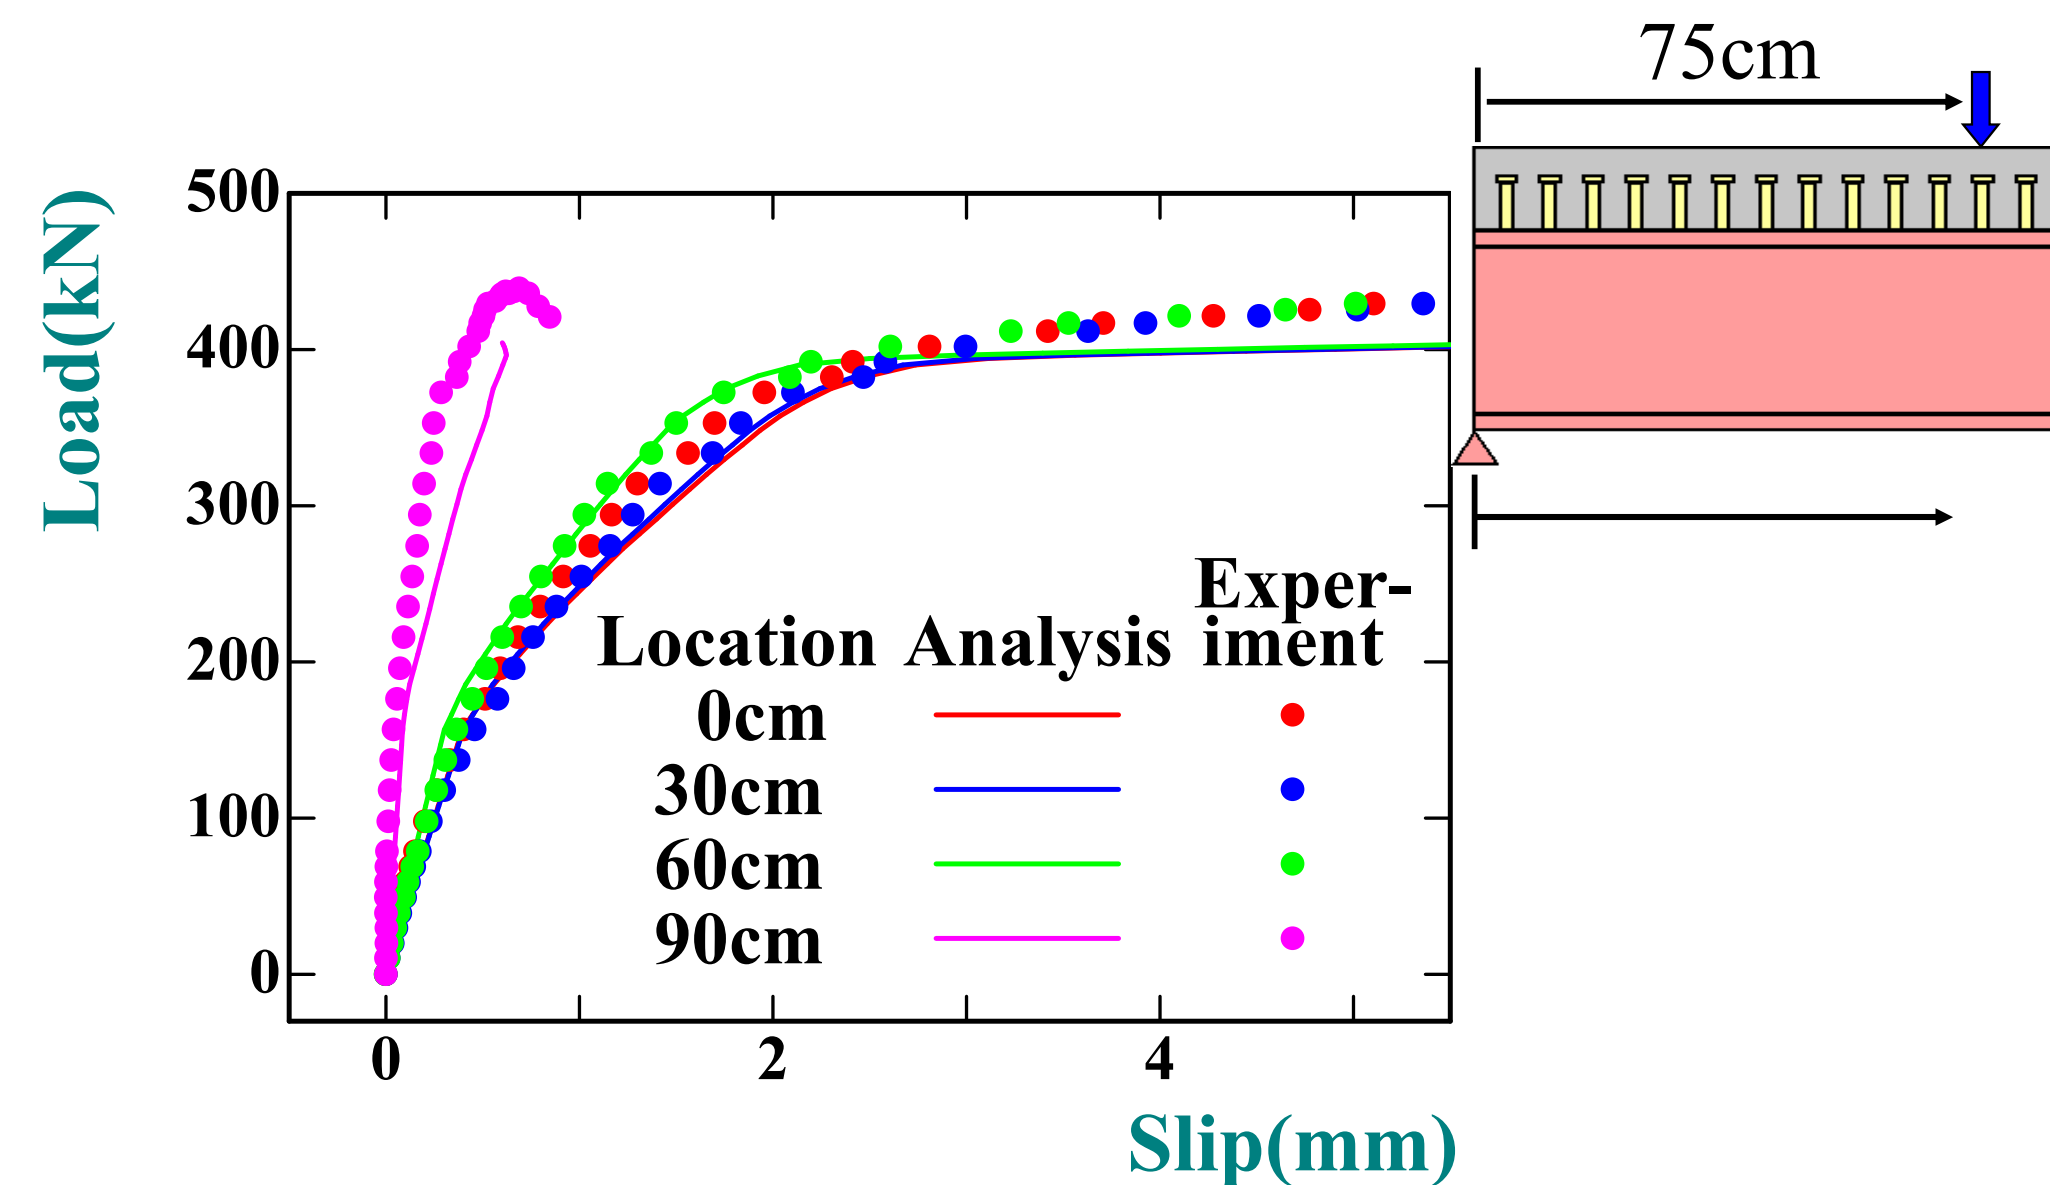 75cm
Load(kN)
500
400
300
200
100
0
Exper-
Location Analysis iment
0cm
30cm
60cm
90cm
0 2 4
Slip(mm)